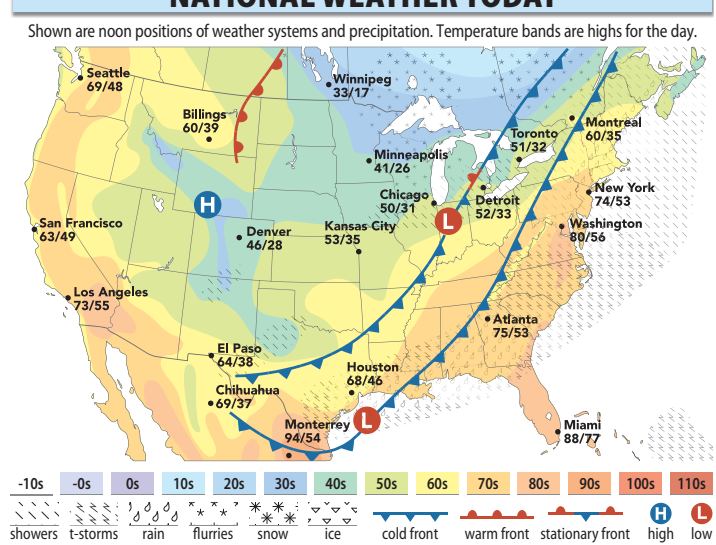 NATIONAL WEATHER TODAY
Shown are noon positions of weather systems and precipitation. Temperature bands are highs for the day.
Seattle
69/48
Winnipeg
33/17
Billings
60/39
Montreal
60/35
Toronto
51/32
Minneapolis
41/26
Chicago
50/31
Detroit
52/33
New York
74/53
H
L
San Francisco
63/49
Denver
46/28
Kansas City
53/35
Washington
80/56
Los Angeles
73/55
Atlanta
75/53
El Paso
64/38
Houston
68/46
Chihuahua
69/37
L
Monterrey
94/54
Miami
88/77
-10s -0s 0s 10s 20s 30s 40s 50s 60s 70s 80s 90s 100s 110s
H L
showers t-storms rain flurries snow ice cold front warm front stationary front high low